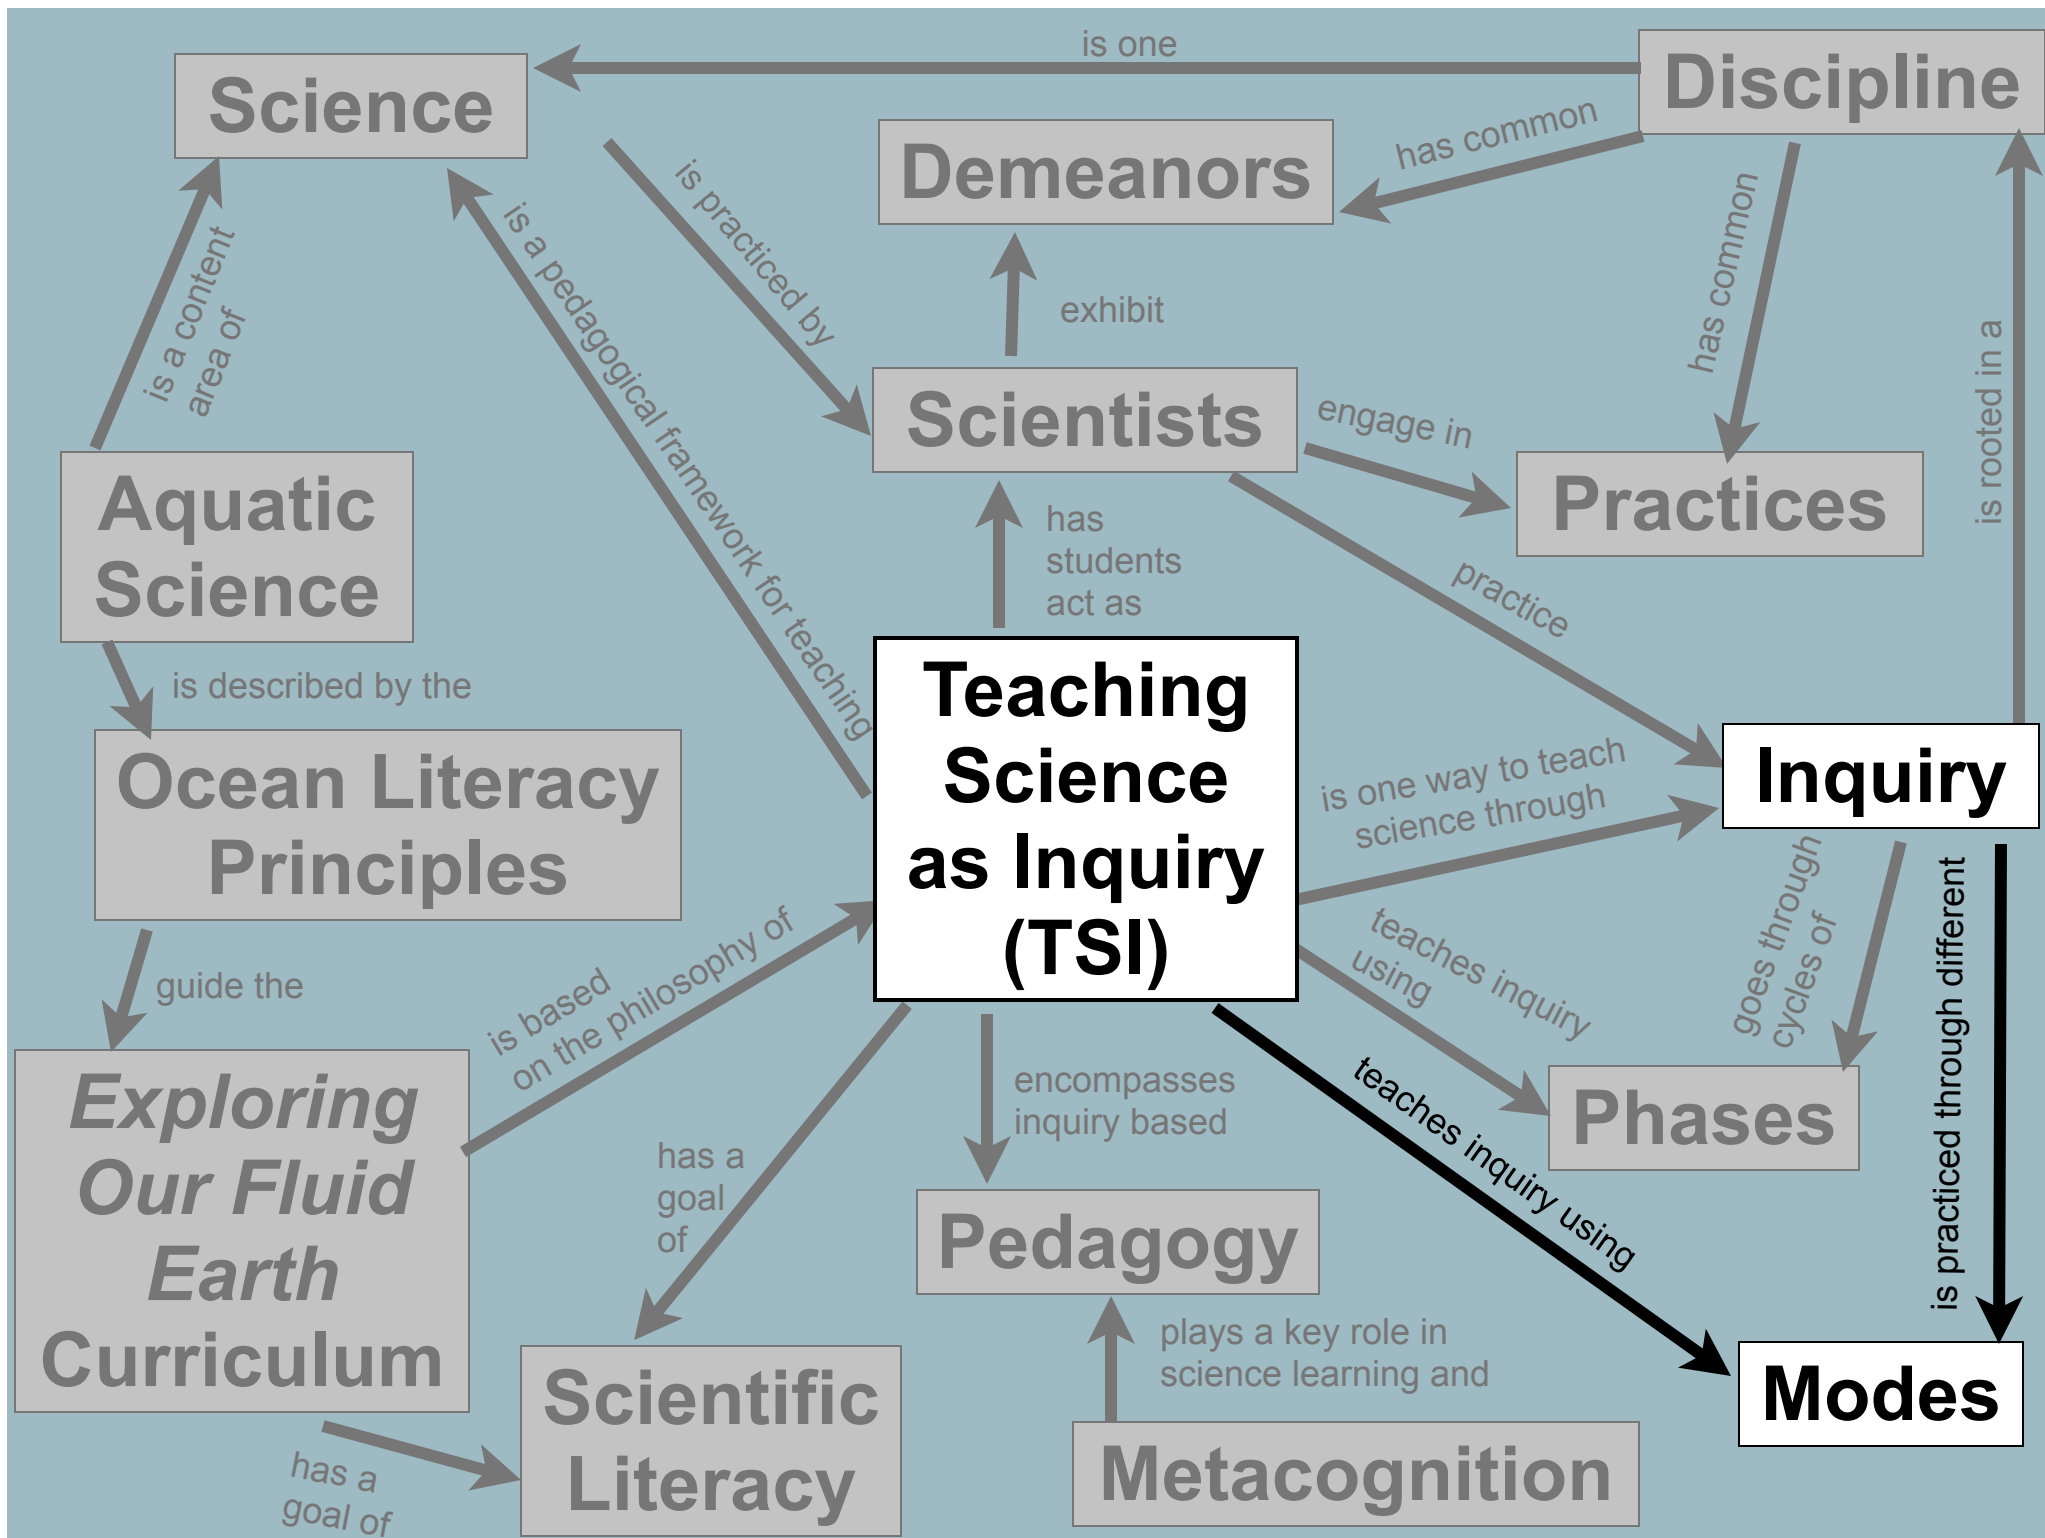 is one
Science
Discipline
Demeanors
has common
is practiced by
has common
is a content
area of
is a pedagogical framework for teaching
exhibit
is rooted in a
Scientists
engage in
Aquatic
Science
Practices
has
students
act as
practice
is described by the
Teaching
Science
as Inquiry
(TSI)
Ocean Literacy
Principles
is one way to teach
science through
Inquiry
guide the
is based
on the philosophy of
teaches inquiry
using
goes through
cycles of
is practiced through different
Exploring
Our Fluid
Earth
Curriculum
encompasses
inquiry based
teaches inquiry using
Phases
has a
goal
of
Pedagogy
plays a key role in
science learning and
Modes
Scientific
Literacy
Metacognition
has a
goal of